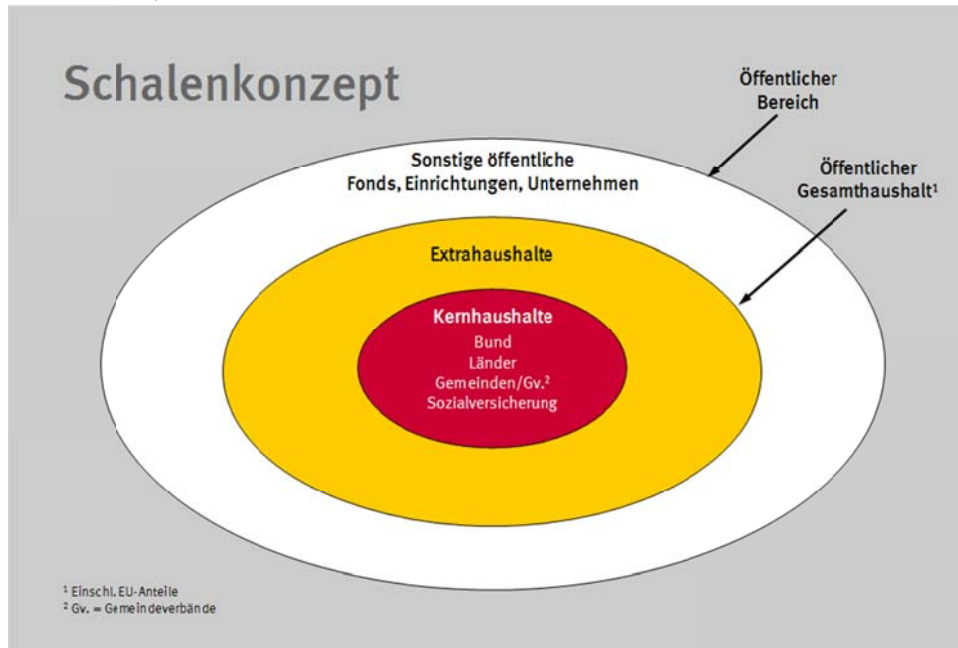 Schalenkonzept
Öffentlicher
Bereich
Öffentlicher
Gesamthaushalt¹
Sonstige öffentliche
Fonds, Einrichtungen, Unternehmen
Extrahaushalte
Kernhaushalte
Bund
Länder
Gemeinden/Gv.²
Sozialversicherung
¹ Einschl. EU-Anteile
² Gv. = Gemeindeverbände